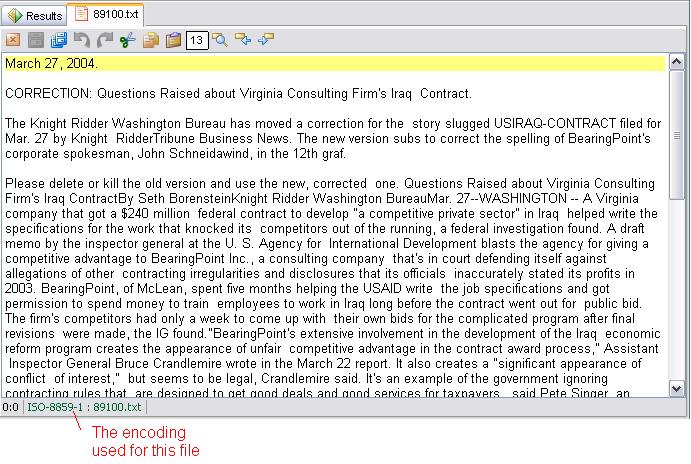 Results
89100.txt
13
March 27, 2004.
CORRECTION: Questions Raised about Virginia Consulting Firm's Iraq  Contract.
The Knight Ridder Washington Bureau has moved a correction for the  story slugged USIRAQ-CONTRACT filed for
Mar. 27 by Knight  RidderTribune Business News. The new version subs to correct the spelling of BearingPoint's
corporate spokesman, John Schneidawind, in the 12th graf.
Please delete or kill the old version and use the new, corrected  one. Questions Raised about Virginia Consulting
Firm's Iraq ContractBy Seth BorensteinKnight Ridder Washington BureauMar. 27--WASHINGTON -- A Virginia
company that got a $240 million  federal contract to develop "a competitive private sector" in Iraq  helped write the
specifications for the work that knocked its  competitors out of the running, a federal investigation found. A draft
memo by the inspector general at the U. S. Agency for  International Development blasts the agency for giving a
competitive advantage to BearingPoint Inc., a consulting company  that's in court defending itself against
allegations of other  contracting irregularities and disclosures that its officials  inaccurately stated its profits in
2003. BearingPoint, of McLean, spent five months helping the USAID write  the job specifications and got
permission to spend money to train  employees to work in Iraq long before the contract went out for  public bid.
The firm's competitors had only a week to come up with  their own bids for the complicated program after final
revisions  were made, the IG found."BearingPoint's extensive involvement in the development of the Iraq  economic
reform program creates the appearance of unfair  competitive advantage in the contract award process," Assistant
Inspector General Bruce Crandlemire wrote in the March 22 report. It also creates a "significant appearance of
conflict  of interest,"  but seems to be legal, Crandlemire said. It's an example of the government ignoring
contracting rules that  are designed to get good deals and good services for taxpayers,  said Pete Singer, an
0:0 ISO-8859-1 : 89100.txt
The encoding
used for this file